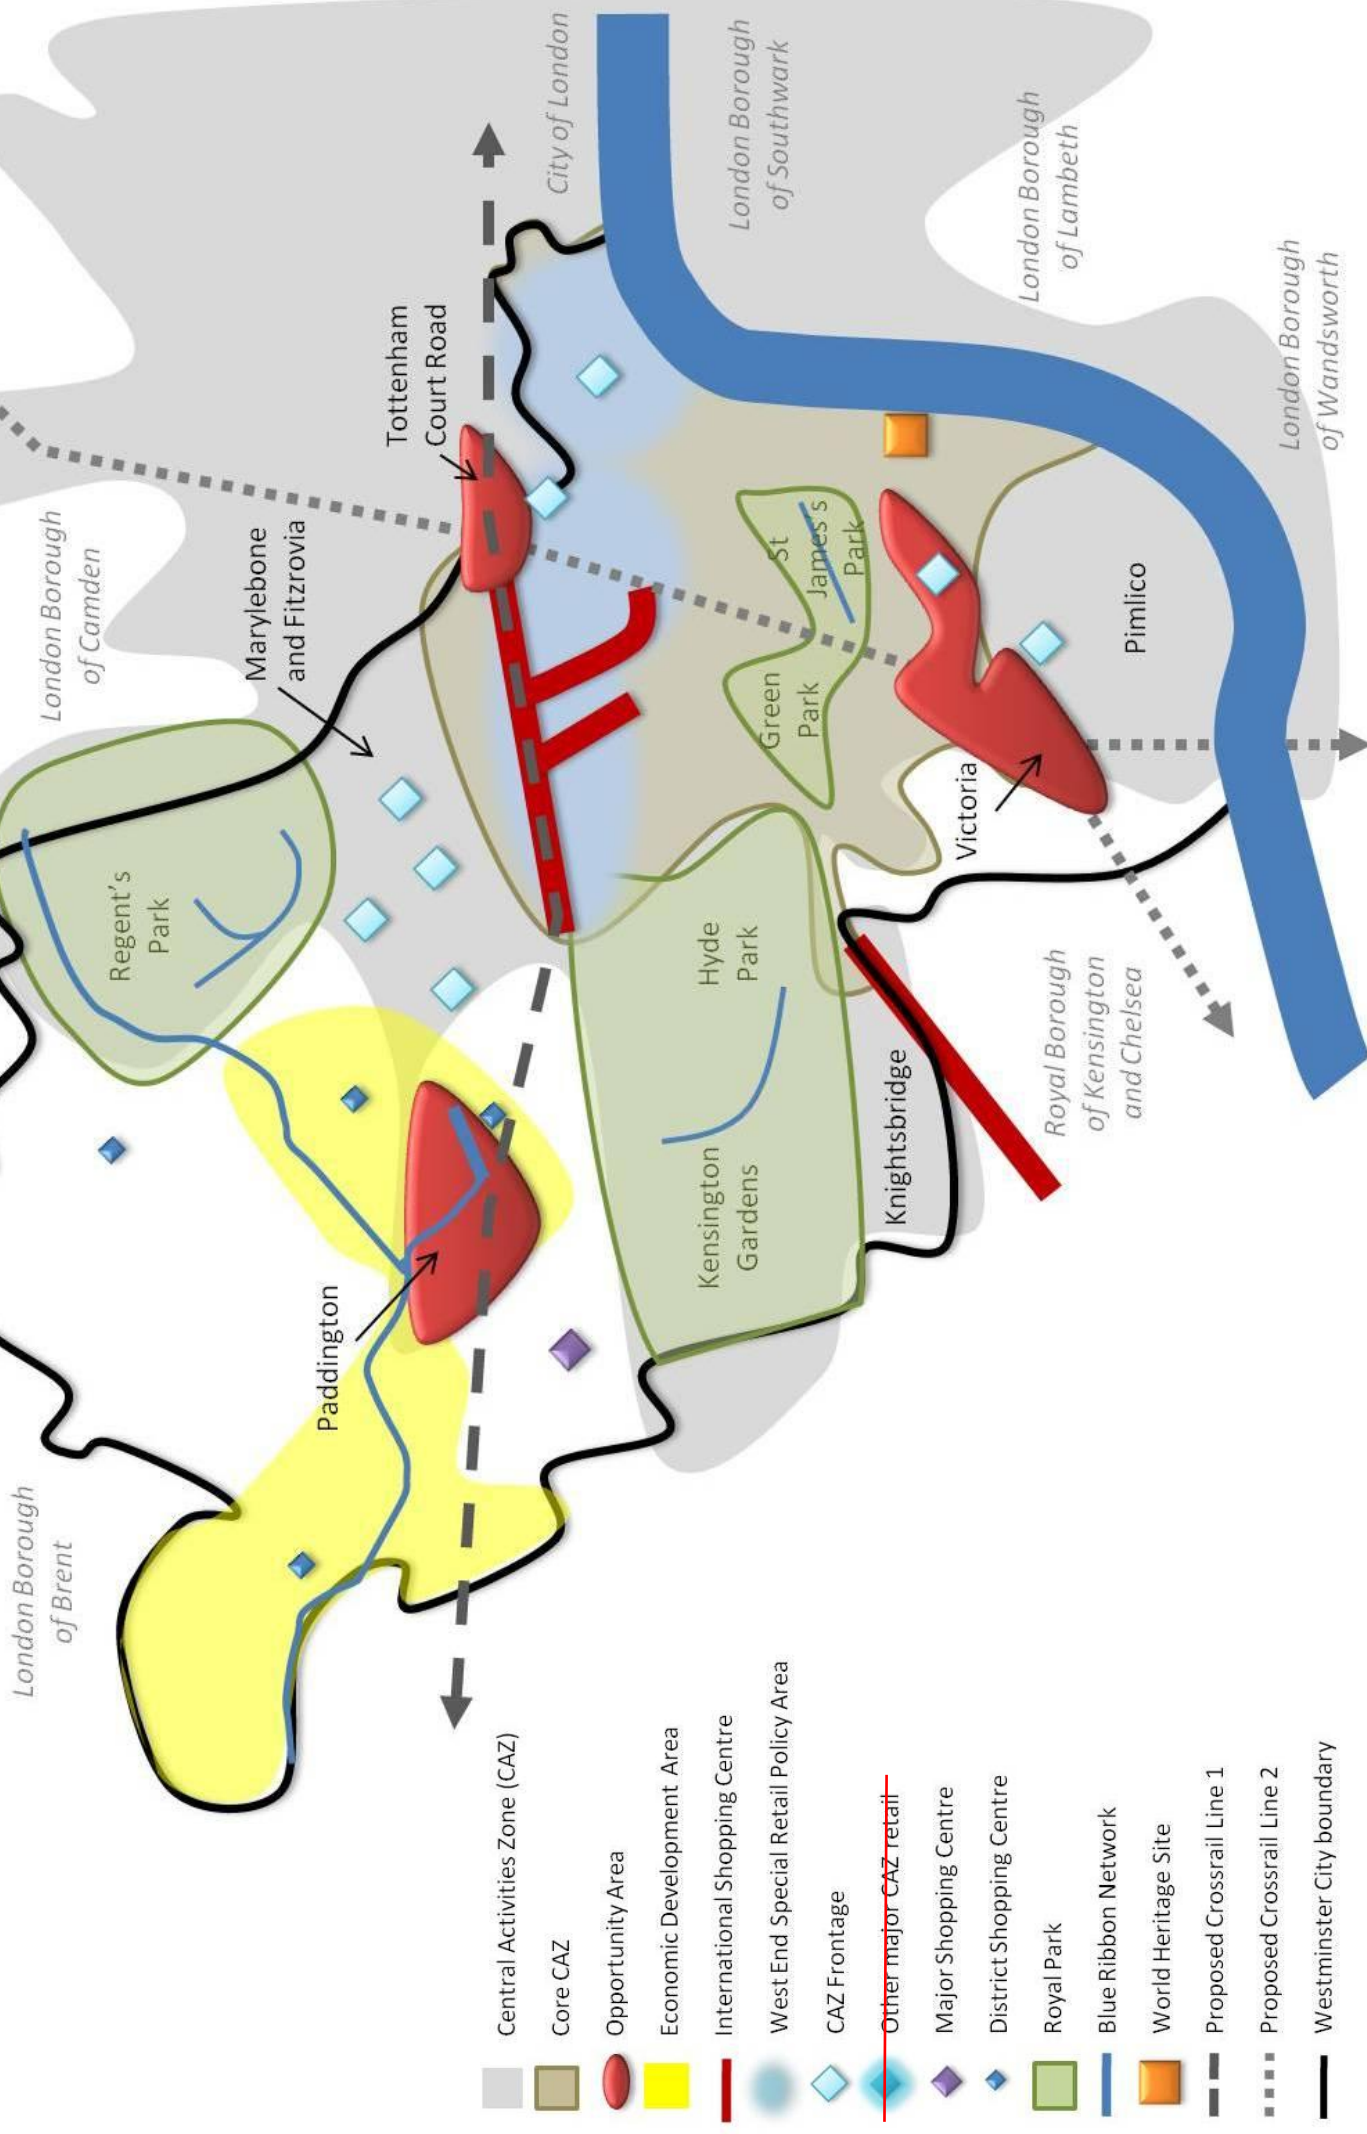 London Borough
of Brent
London Borough
of Camden
Regent's
Park
Marylebone
and Fitzrovia
Paddington
Tottenham
Court Road
City of London
London Borough
of Southwark
Kensington
Gardens
Hyde
Park
Green
Park
St
James's
Park
Knightsbridge
Victoria
Pimlico
London Borough
of Lambeth
Royal Borough
of Kensington
and Chelsea
London Borough
of Wandsworth
Central Activities Zone (CAZ)
Core CAZ
Opportunity Area
Economic Development Area
International Shopping Centre
West End Special Retail Policy Area
CAZ Frontage
Other major CAZ retail
Major Shopping Centre
District Shopping Centre
Royal Park
Blue Ribbon Network
World Heritage Site
Proposed Crossrail Line 1
Proposed Crossrail Line 2
Westminster City boundary